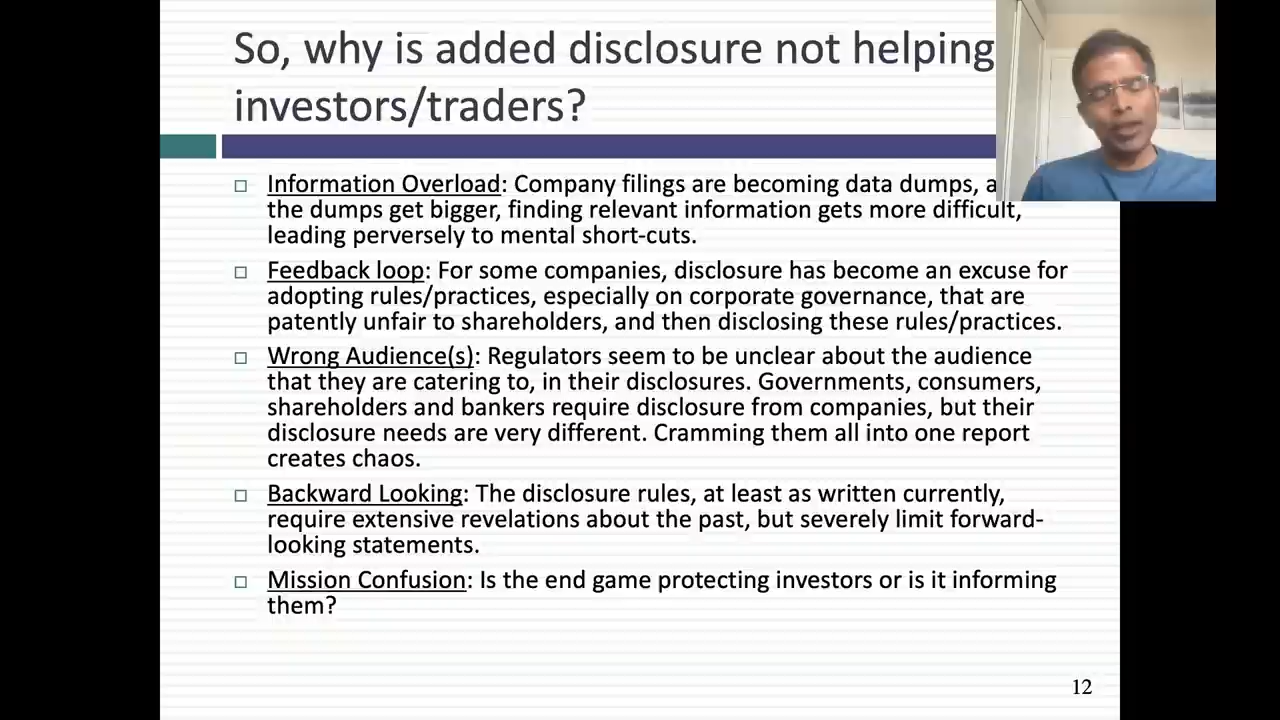 So, why is added disclosure not helping
investors/traders?
Information Overload: Company filings are becoming data dumps, a
the dumps get bigger, finding relevant information gets more difficult,
leading perversely to mental short-cuts.
Feedback loop: For some companies, disclosure has become an excuse for
adopting rules/practices, especially on corporate governance, that are
patently unfair to shareholders, and then disclosing these rules/practices.
Wrong Audience(s): Regulators seem to be unclear about the audience
that they are catering to, in their disclosures. Governments, consumers,
shareholders and bankers require disclosure from companies, but their
disclosure needs are very different. Cramming them all into one report
creates chaos.
Backward Looking: The disclosure rules, at least as written currently,
require extensive revelations about the past, but severely limit forward-
looking statements.
Mission Confusion: Is the end game protecting investors or is it informing
them?
12